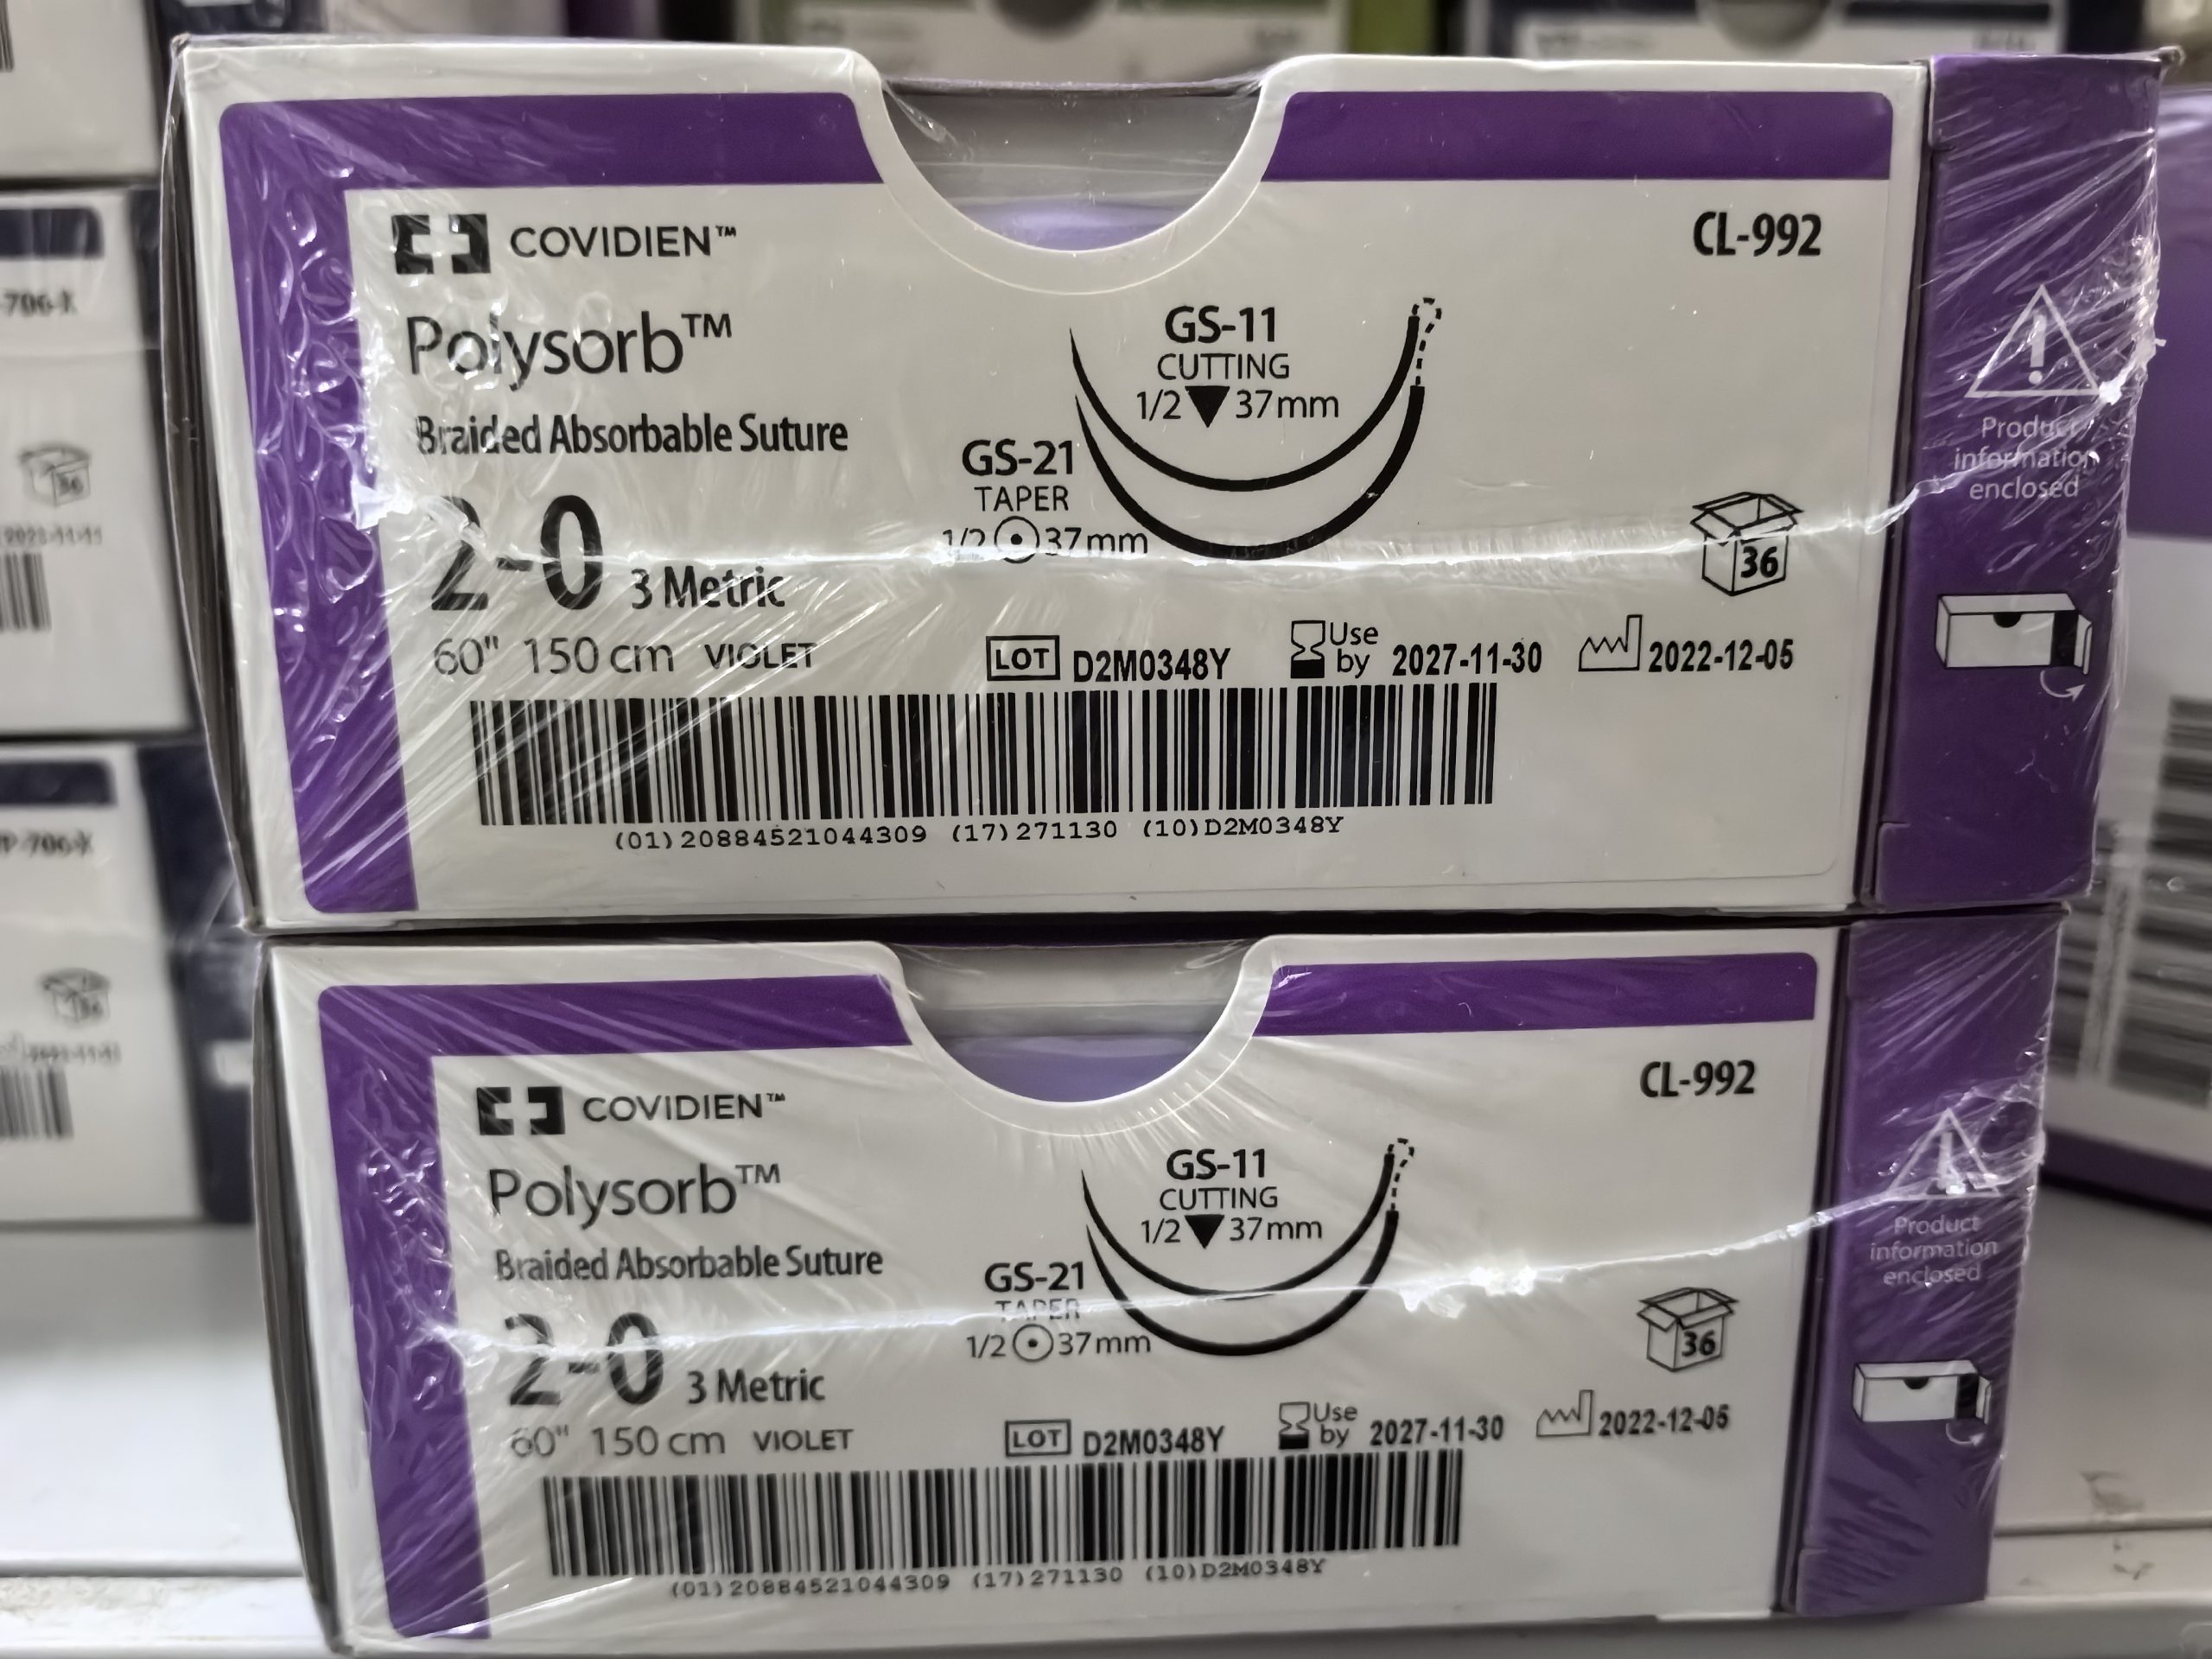 COVIDIEN™
CL-992
Polysorb™
Braided Absorbable Suture
2-0 3 Metric
60" 150 cm VIOLET
GS-11
CUTTING
1/2 37mm
GS-21
TAPER
1/2 37mm
36
LOT D2M0348Y
Use by 2027-11-30
2022-12-05
(01)20884521044309 (17)271130 (10)D2M0348Y
Product
information
enclosed
COVIDIEN™
CL-992
Polysorb™
Braided Absorbable Suture
2-0 3 Metric
60" 150 cm VIOLET
GS-11
CUTTING
1/2 37mm
GS-21
TAPER
1/2 37mm
36
LOT D2M0348Y
Use by 2027-11-30
2022-12-05
(01)20884521044309 (17)271130 (10)D2M0348Y
Product
information
enclosed
-706-X
36
P-706-X
36